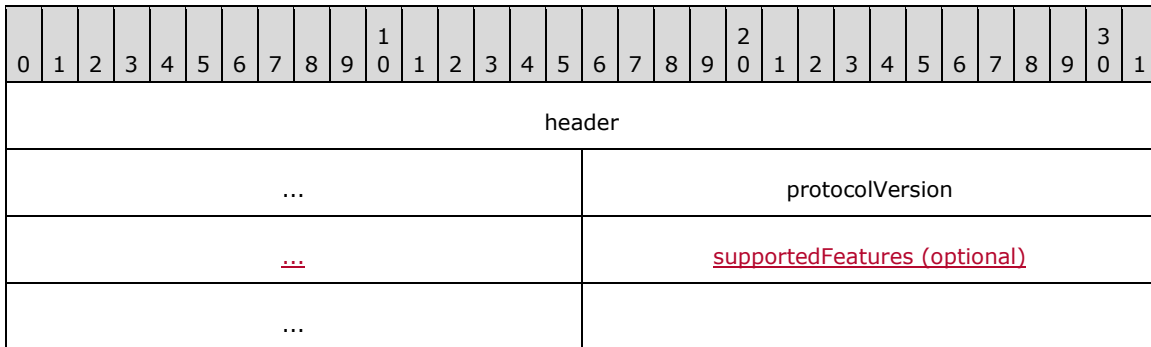 0 1 2 3 4 5 6 7 8 9 1 0 1 2 3 4 5 6 7 8 9 2 0 1 2 3 4 5 6 7 8 9 3 0 1
header
... protocolVersion
... supportedFeatures (optional)
...